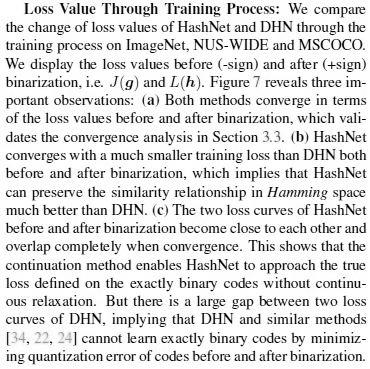 Loss Value Through Training Process: We compare
the change of loss values of HashNet and DHN through the
training process on ImageNet, NUS-WIDE and MSCOCO.
We display the loss values before (-sign) and after (+sign)
binarization, i.e. J(g) and L(h). Figure 7 reveals three im-
portant observations: (a) Both methods converge in terms
of the loss values before and after binarization, which vali-
dates the convergence analysis in Section 3.3. (b) HashNet
converges with a much smaller training loss than DHN both
before and after binarization, which implies that HashNet
can preserve the similarity relationship in Hamming space
much better than DHN. (c) The two loss curves of HashNet
before and after binarization become close to each other and
overlap completely when convergence. This shows that the
continuation method enables HashNet to approach the true
loss defined on the exactly binary codes without continu-
ous relaxation. But there is a large gap between two loss
curves of DHN, implying that DHN and similar methods
[34, 22, 24] cannot learn exactly binary codes by minimiz-
ing quantization error of codes before and after binarization.